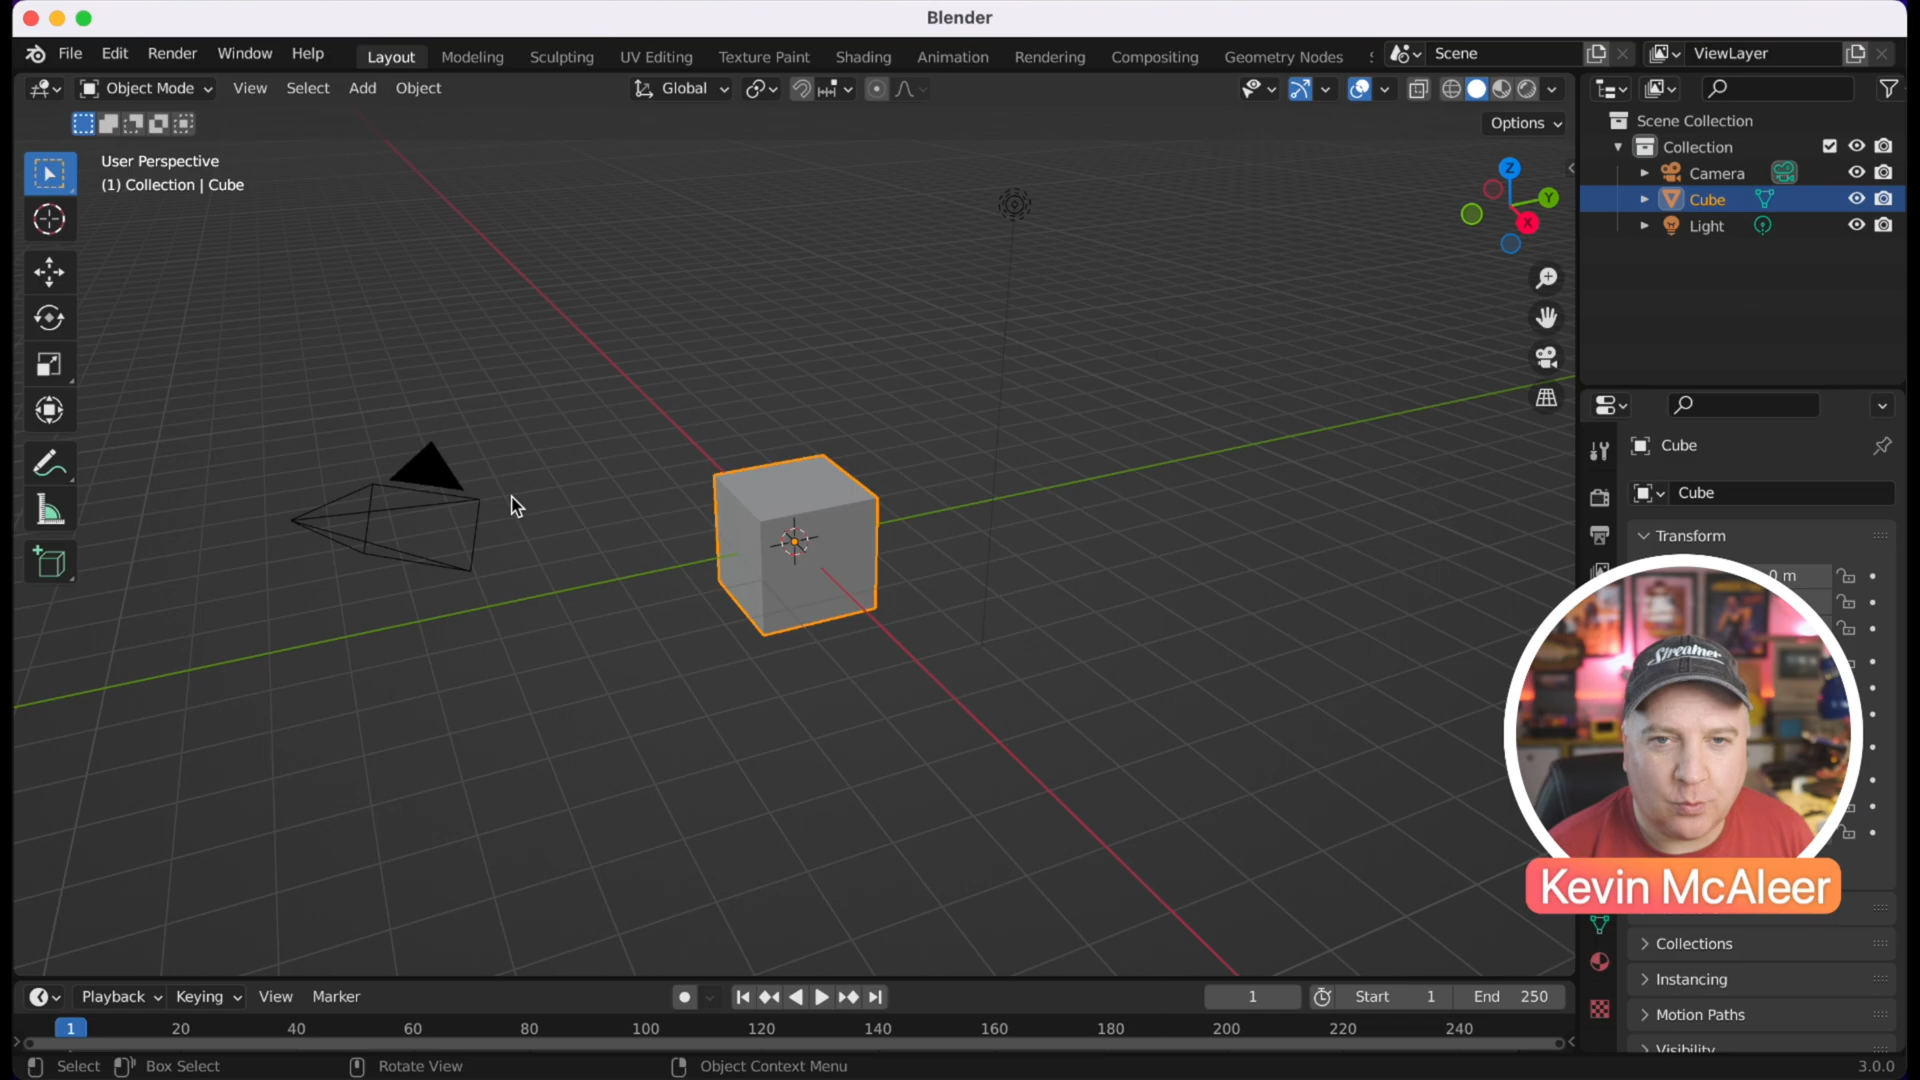 Blender
File Edit Render Window Help
Layout Modeling Sculpting UV Editing Texture Paint Shading Animation Rendering Compositing Geometry Nodes
Scene
ViewLayer
Object Mode View Select Add Object
Global
Options
User Perspective
(1) Collection | Cube
Z
Y
X
Scene Collection
Collection
Camera
Cube
Light
Cube
Cube
Transform
0 m
Streamer
Kevin McAleer
Collections
Instancing
Motion Paths
Visibility
Playback Keying View Marker
1
Start 1
End 250
1 20 40 60 80 100 120 140 160 180 200 220 240
Select Box Select Rotate View Object Context Menu
3.0.0